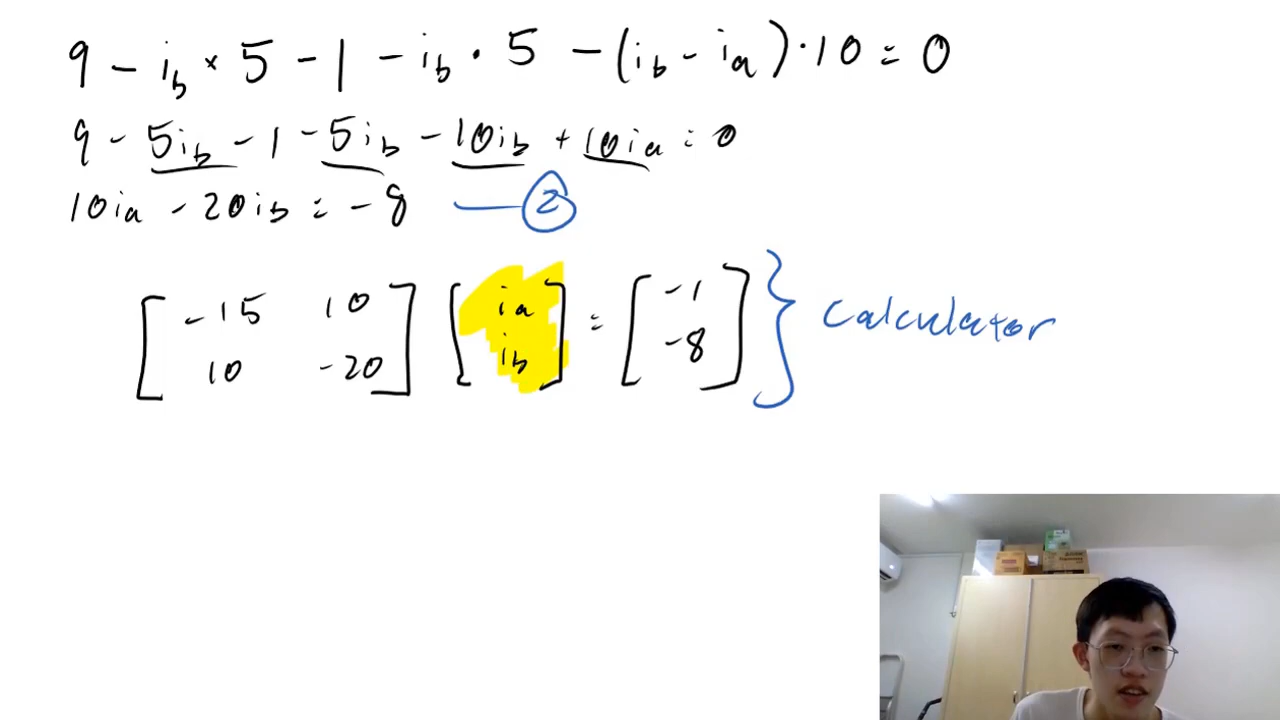 9 - ib × 5 - 1 - ib · 5 - (ib - ia) · 10 = 0
9 - 5ib - 1 - 5ib - 10ib + 10ia = 0
10ia - 20ib = -8 —— ②
[ -15 10 ] [ ia ] = [ -1 ] } calculator
[ 10 -20 ] [ ib ] [ -8 ]